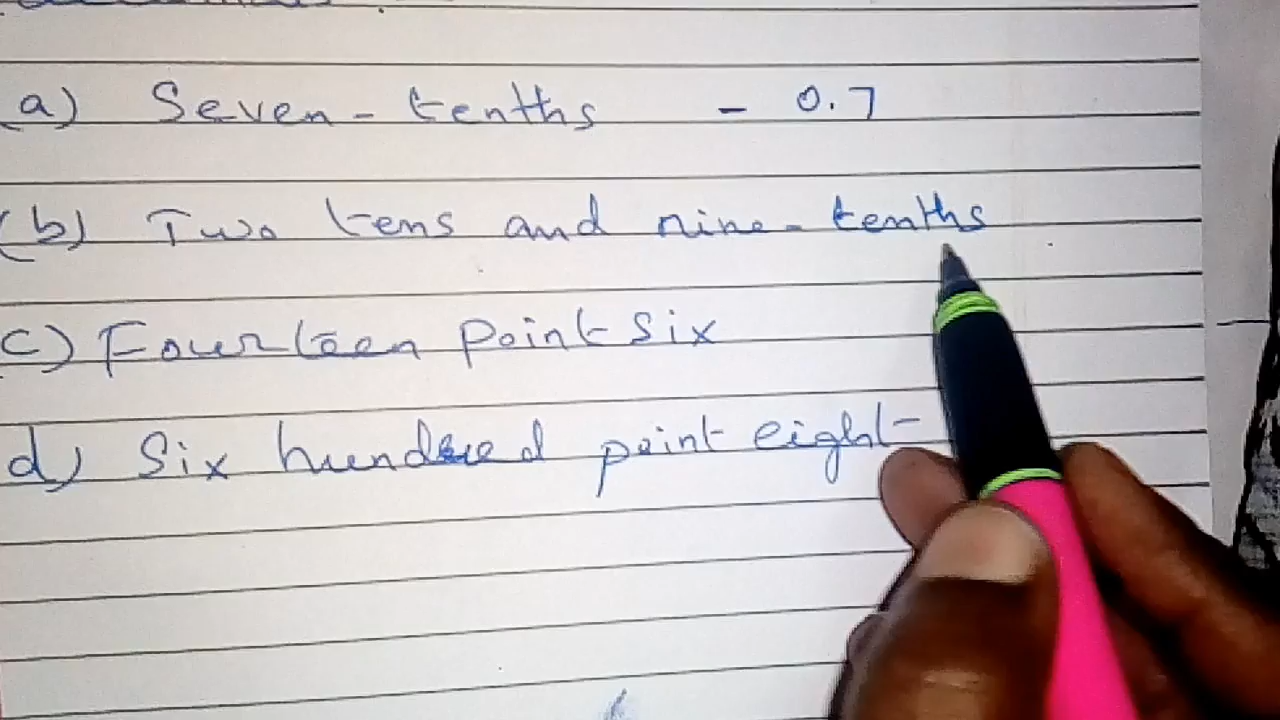 (a) Seven-tenths - 0.7
(b) Two tens and nine-tenths
c) Fourteen point six
d) Six hundred point eight